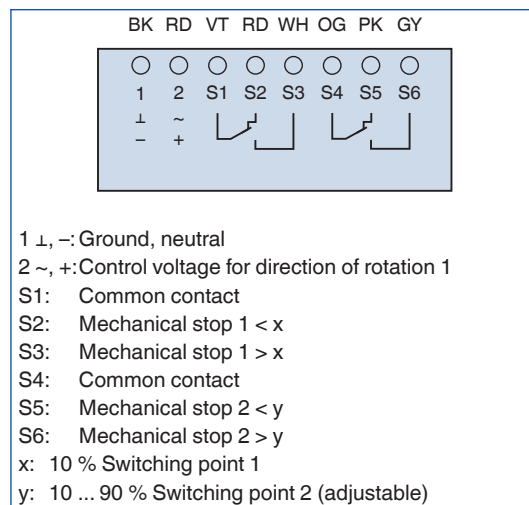 BK RD VT RD WH OG PK GY
1 2 S1 S2 S3 S4 S5 S6
⊥ ~
– +
1 ⊥, –: Ground, neutral
2 ~, +: Control voltage for direction of rotation 1
S1: Common contact
S2: Mechanical stop 1 < x
S3: Mechanical stop 1 > x
S4: Common contact
S5: Mechanical stop 2 < y
S6: Mechanical stop 2 > y
x: 10 % Switching point 1
y: 10 ... 90 % Switching point 2 (adjustable)